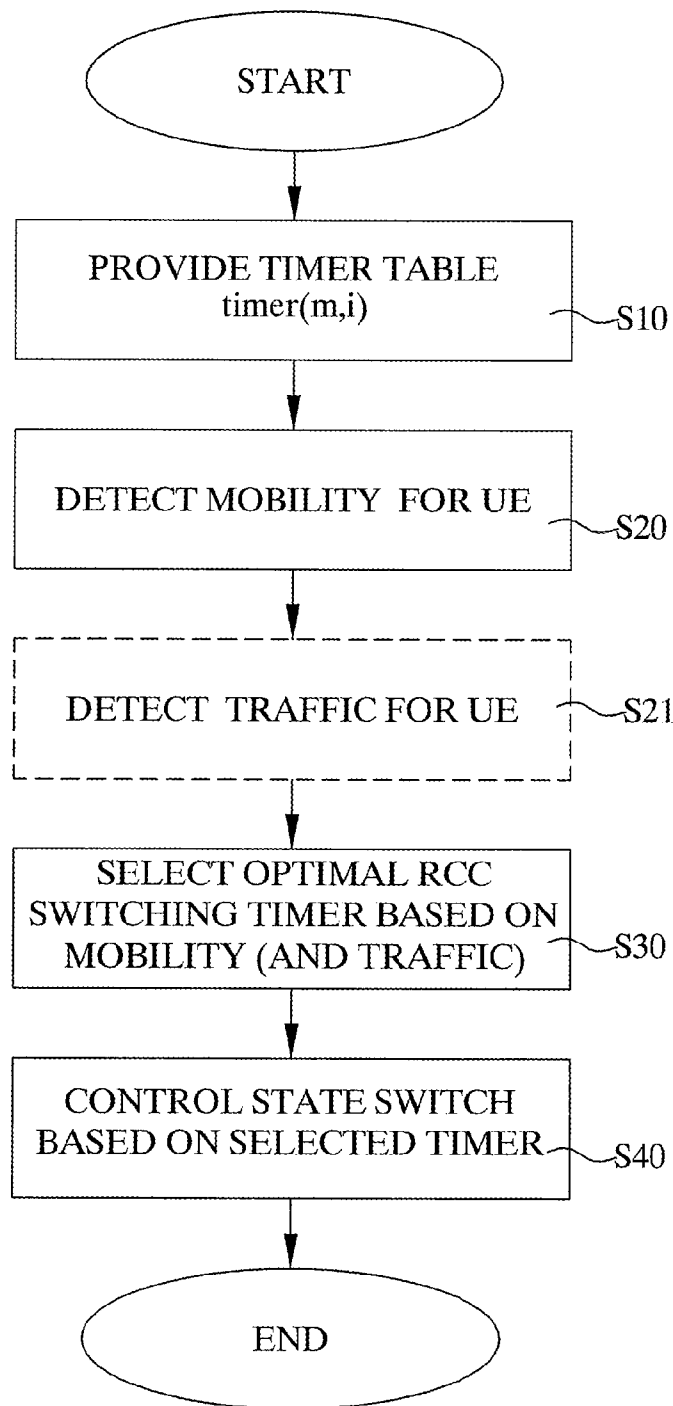 START
PROVIDE TIMER TABLE
timer(m,i)
S10
DETECT MOBILITY FOR UE
S20
DETECT TRAFFIC FOR UE
S21
SELECT OPTIMAL RCC
SWITCHING TIMER BASED ON
MOBILITY (AND TRAFFIC)
S30
CONTROL STATE SWITCH
BASED ON SELECTED TIMER
S40
END